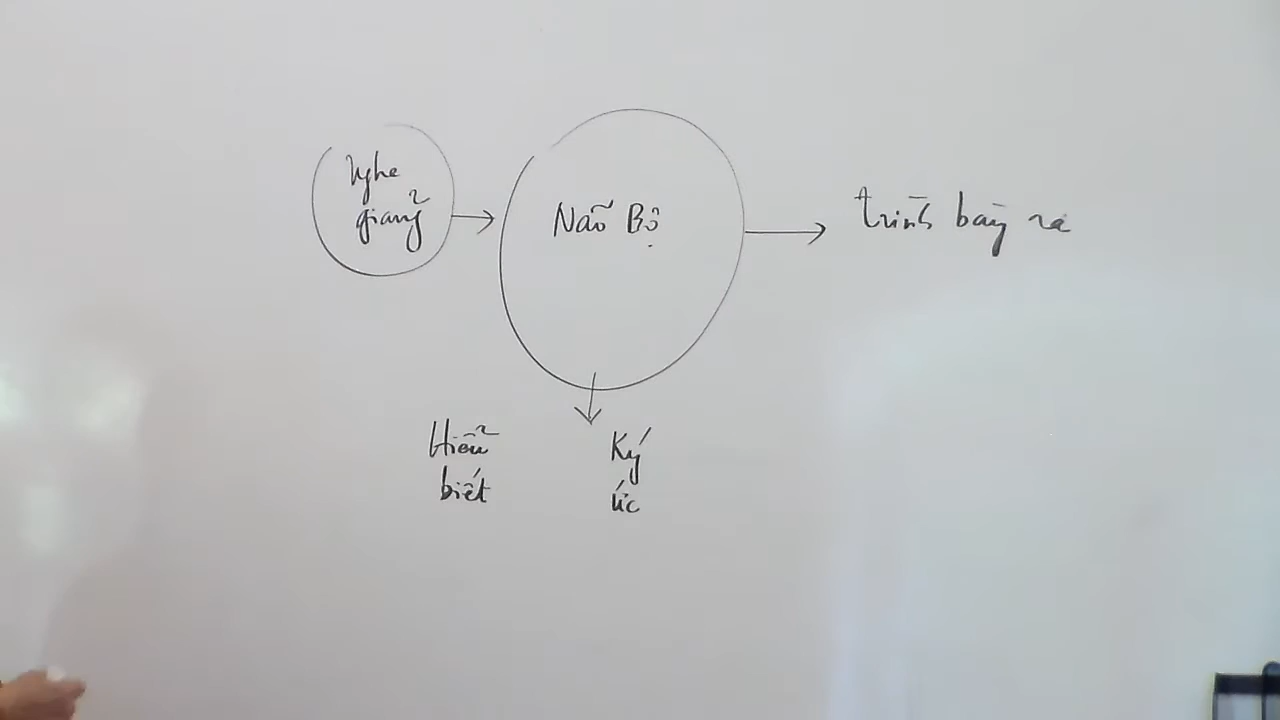 Nghe
giảng
Não Bộ
trình bày ra
Hiểu
biết
Ký
ức